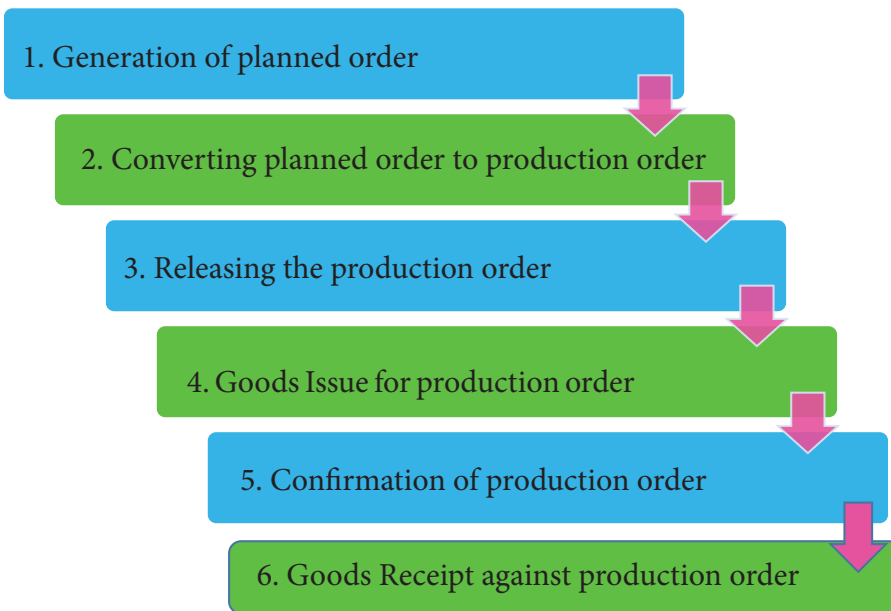 1. Generation of planned order
2. Converting planned order to production order
3. Releasing the production order
4. Goods Issue for production order
5. Confirmation of production order
6. Goods Receipt against production order